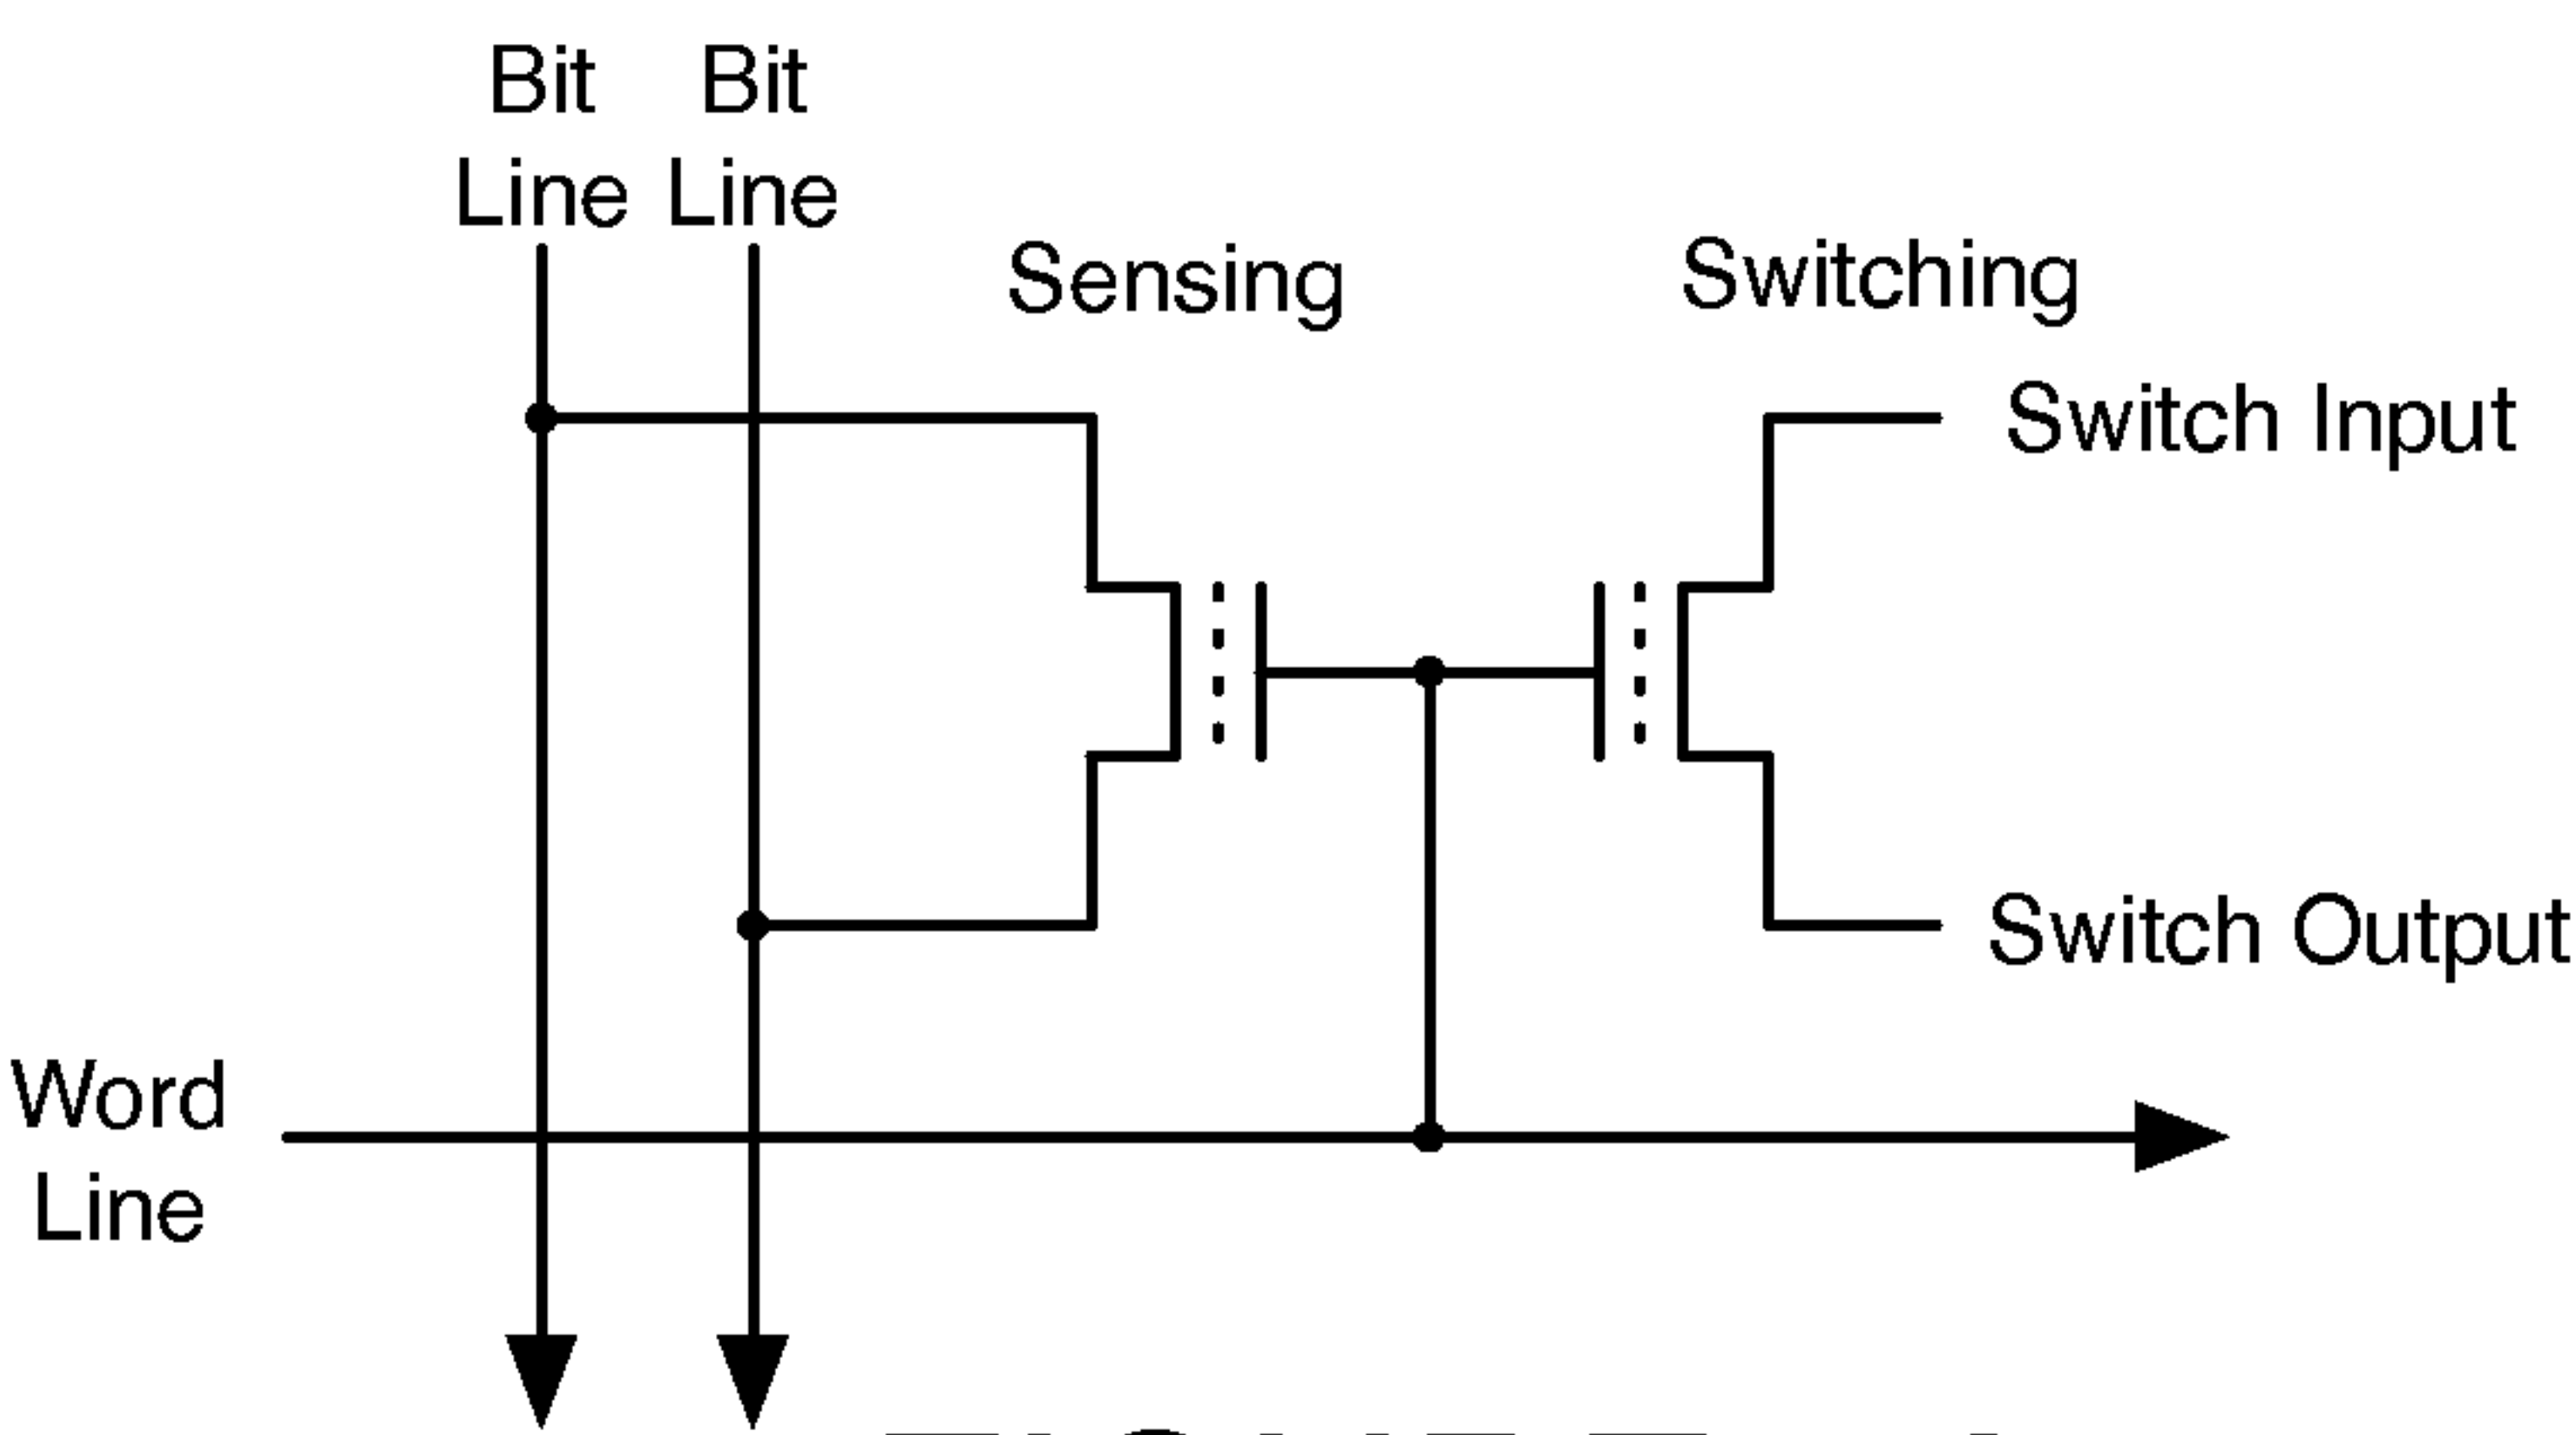 Bit Bit
Line Line
Sensing
Switching
Switch Input
Switch Output
Word
Line